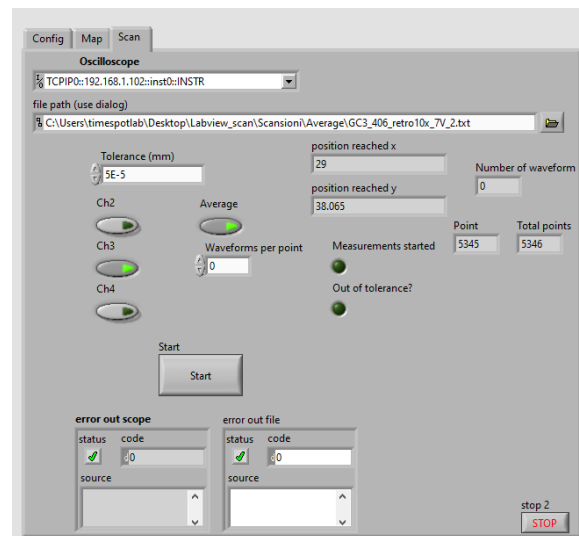 Config Map Scan
Oscilloscope
I/O TCPIP0::192.168.1.102::inst0::INSTR
file path (use dialog)
C:\Users\timespotlab\Desktop\Labview_scan\Scansioni\Average\GC3_406_retro10x_7V_2.txt
Tolerance (mm)
5E-5
position reached x
29
Number of waveform
0
position reached y
38.065
Ch2 Average
Point Total points
5345 5346
Ch3 Waveforms per point Measurements started
0
Ch4 Out of tolerance?
Start
Start
error out scope error out file
status code status code
0 0
source source
stop 2
STOP